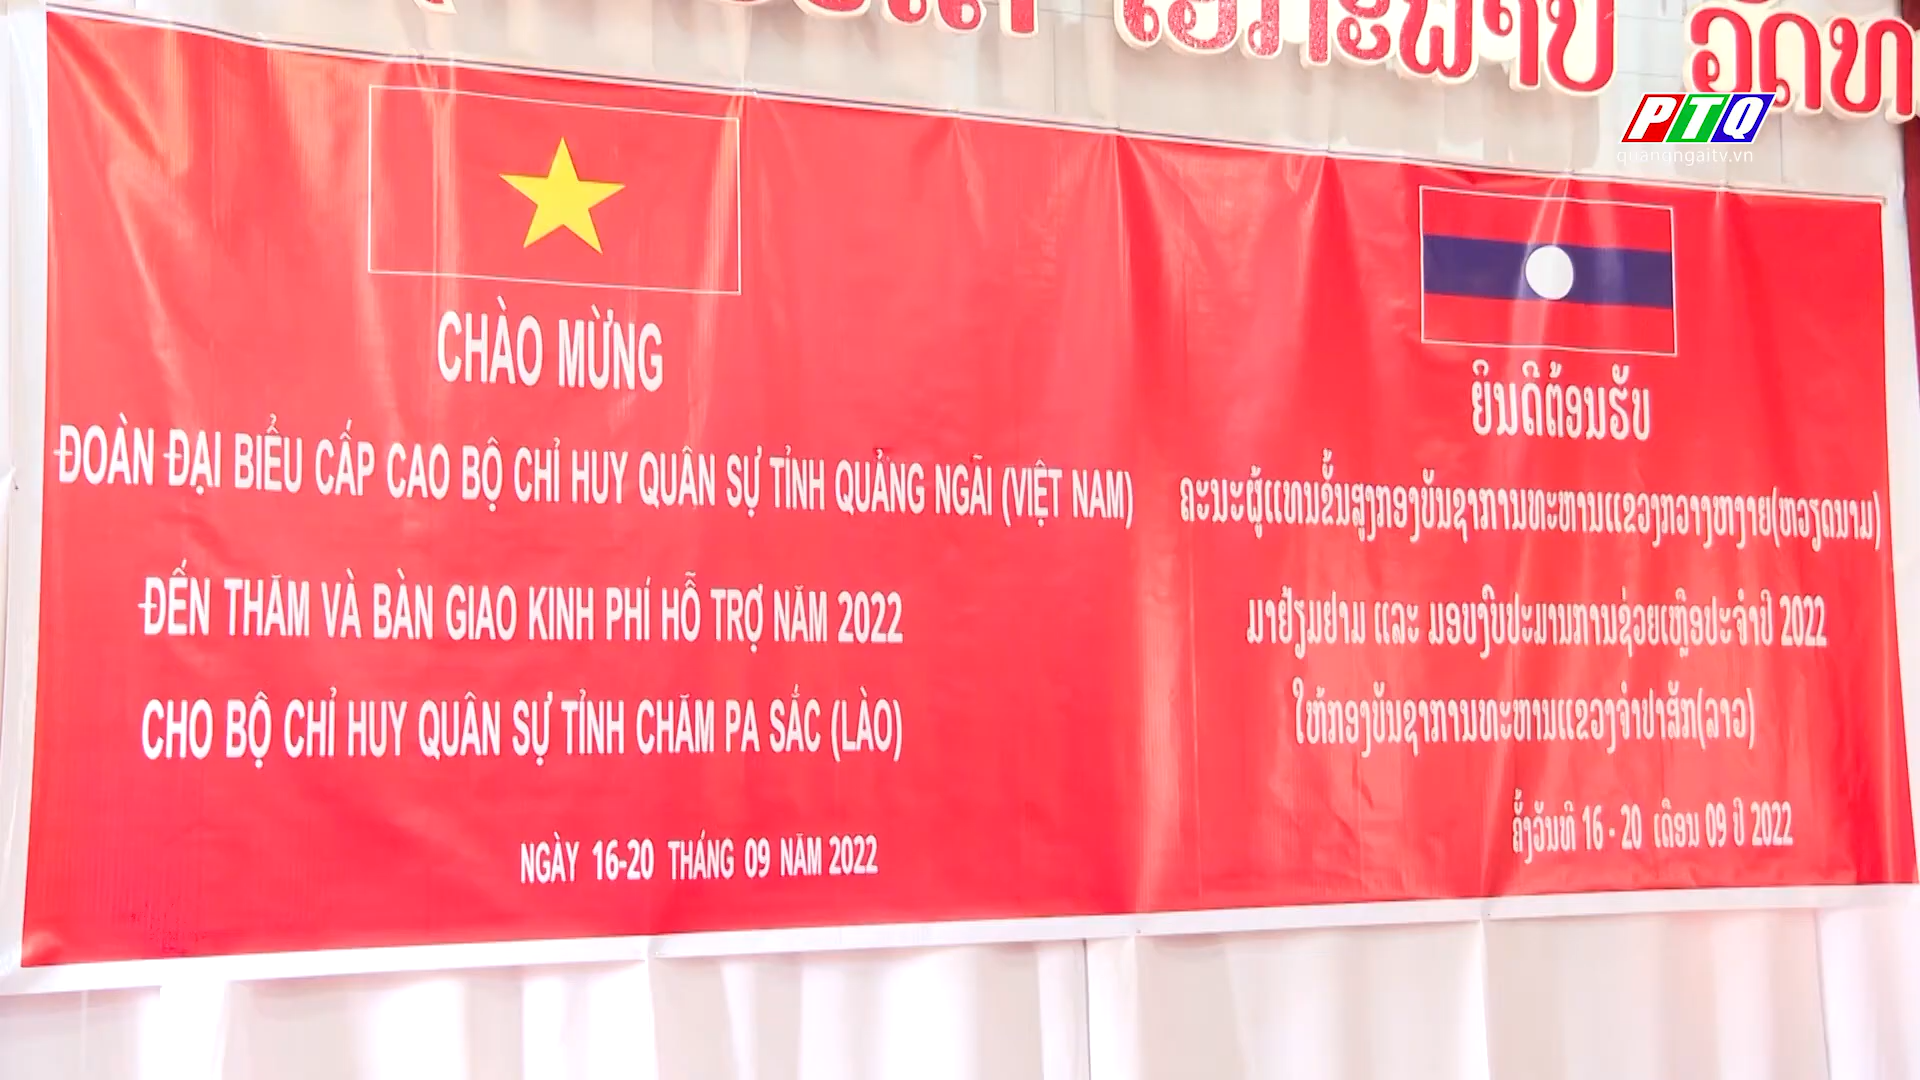 ເອກະພາບ
PTQ
quangngaitv.vn
CHÀO MỪNG
ĐOÀN ĐẠI BIỂU CẤP CAO BỘ CHỈ HUY QUÂN SỰ TỈNH QUẢNG NGÃI (VIỆT NAM)
ĐẾN THĂM VÀ BÀN GIAO KINH PHÍ HỖ TRỢ NĂM 2022
CHO BỘ CHỈ HUY QUÂN SỰ TỈNH CHĂM PA SẮC (LÀO)
NGÀY 16-20 THÁNG 09 NĂM 2022
ຍິນດີຕ້ອນຮັບ
ຄະນະຜູ້ແທນຂັ້ນສູງກອງບັນຊາການທະຫານແຂວງກວາງຫງາຍ(ຫວຽດນາມ)
ມາຢ້ຽມຢາມ ແລະ ມອບງົບປະມານການຊ່ວຍເຫຼືອປະຈຳປີ 2022
ໃຫ້ກອງບັນຊາການທະຫານແຂວງຈຳປາສັກ(ລາວ)
ຄັ້ງວັນທີ 16 - 20 ເດືອນ 09 ປີ 2022